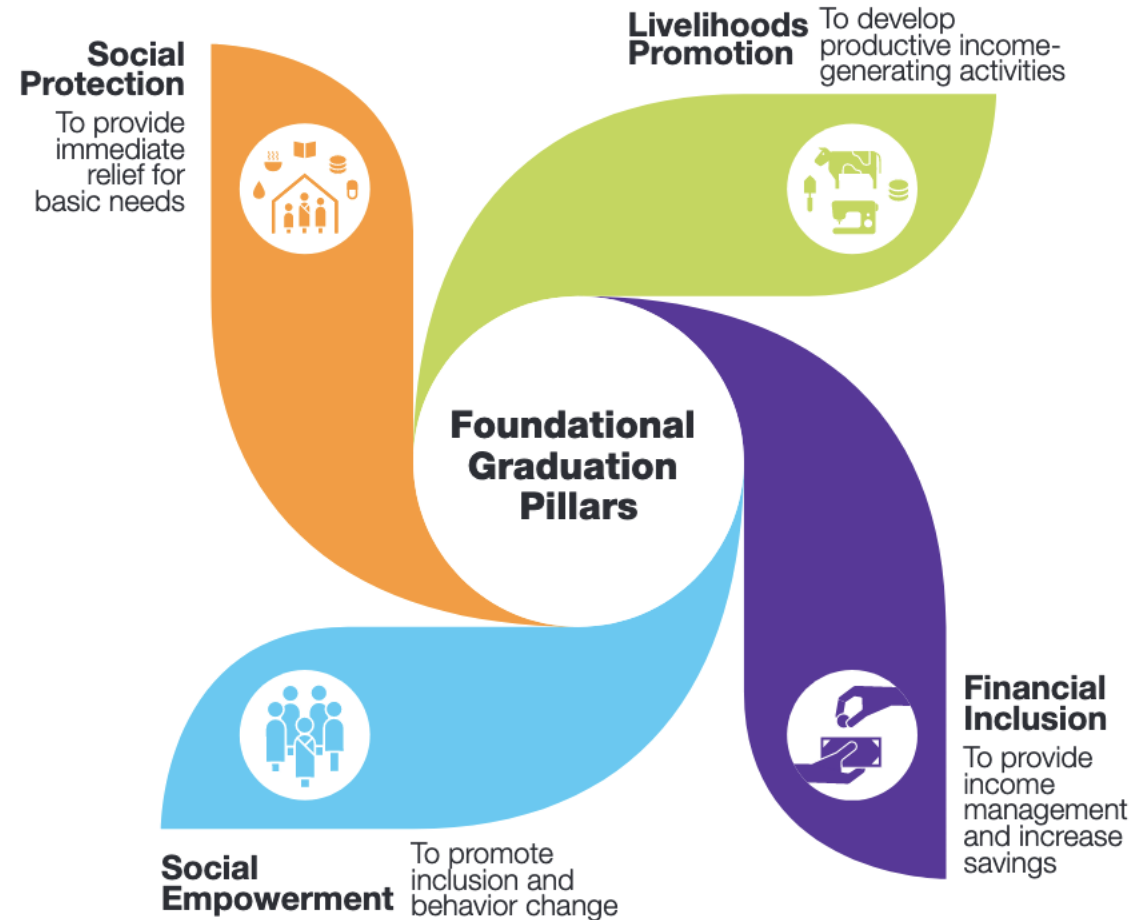 Social
Protection
To provide
immediate
relief for
basic needs
Livelihoods
Promotion
To develop
productive income-
generating activities
Foundational
Graduation
Pillars
Financial
Inclusion
To provide
income
management
and increase
savings
Social
Empowerment
To promote
inclusion and
behavior change